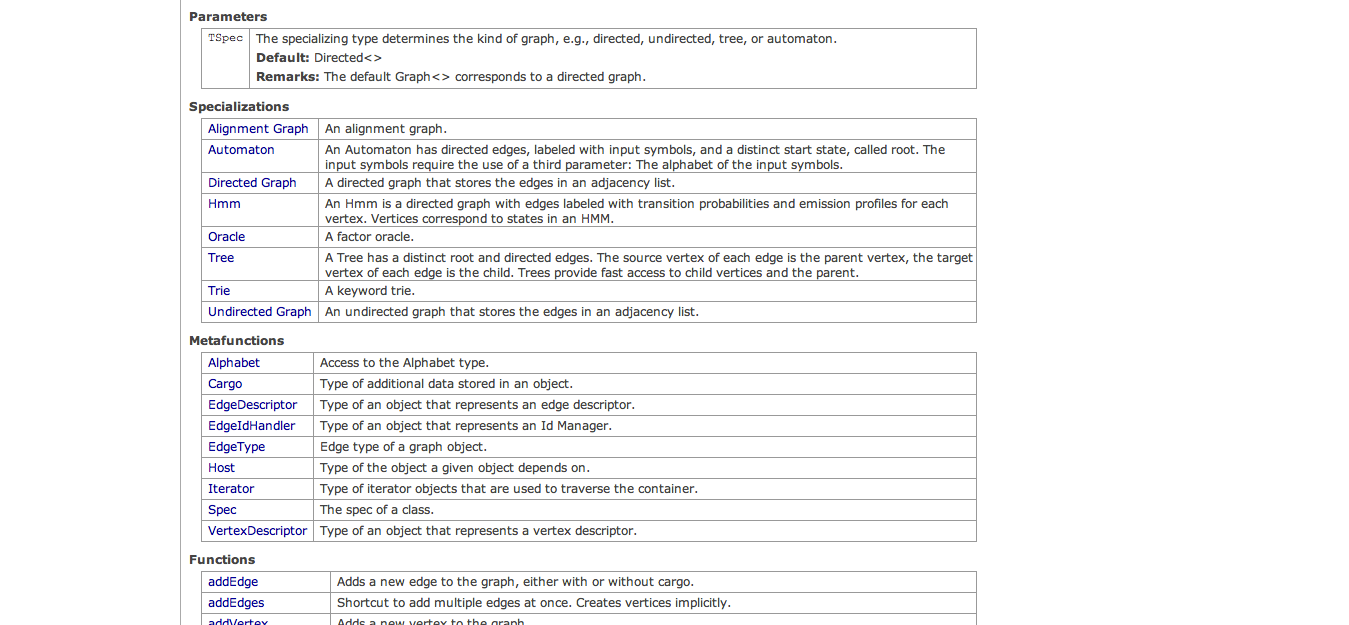 Parameters
TSpec The specializing type determines the kind of graph, e.g., directed, undirected, tree, or automaton.
Default: Directed<>
Remarks: The default Graph<> corresponds to a directed graph.
Specializations
Alignment Graph An alignment graph.
Automaton An Automaton has directed edges, labeled with input symbols, and a distinct start state, called root. The
input symbols require the use of a third parameter: The alphabet of the input symbols.
Directed Graph A directed graph that stores the edges in an adjacency list.
Hmm An Hmm is a directed graph with edges labeled with transition probabilities and emission profiles for each
vertex. Vertices correspond to states in an HMM.
Oracle A factor oracle.
Tree A Tree has a distinct root and directed edges. The source vertex of each edge is the parent vertex, the target
vertex of each edge is the child. Trees provide fast access to child vertices and the parent.
Trie A keyword trie.
Undirected Graph An undirected graph that stores the edges in an adjacency list.
Metafunctions
Alphabet Access to the Alphabet type.
Cargo Type of additional data stored in an object.
EdgeDescriptor Type of an object that represents an edge descriptor.
EdgeIdHandler Type of an object that represents an Id Manager.
EdgeType Edge type of a graph object.
Host Type of the object a given object depends on.
Iterator Type of iterator objects that are used to traverse the container.
Spec The spec of a class.
VertexDescriptor Type of an object that represents a vertex descriptor.
Functions
addEdge Adds a new edge to the graph, either with or without cargo.
addEdges Shortcut to add multiple edges at once. Creates vertices implicitly.
addVertex Adds a new vertex to the graph.